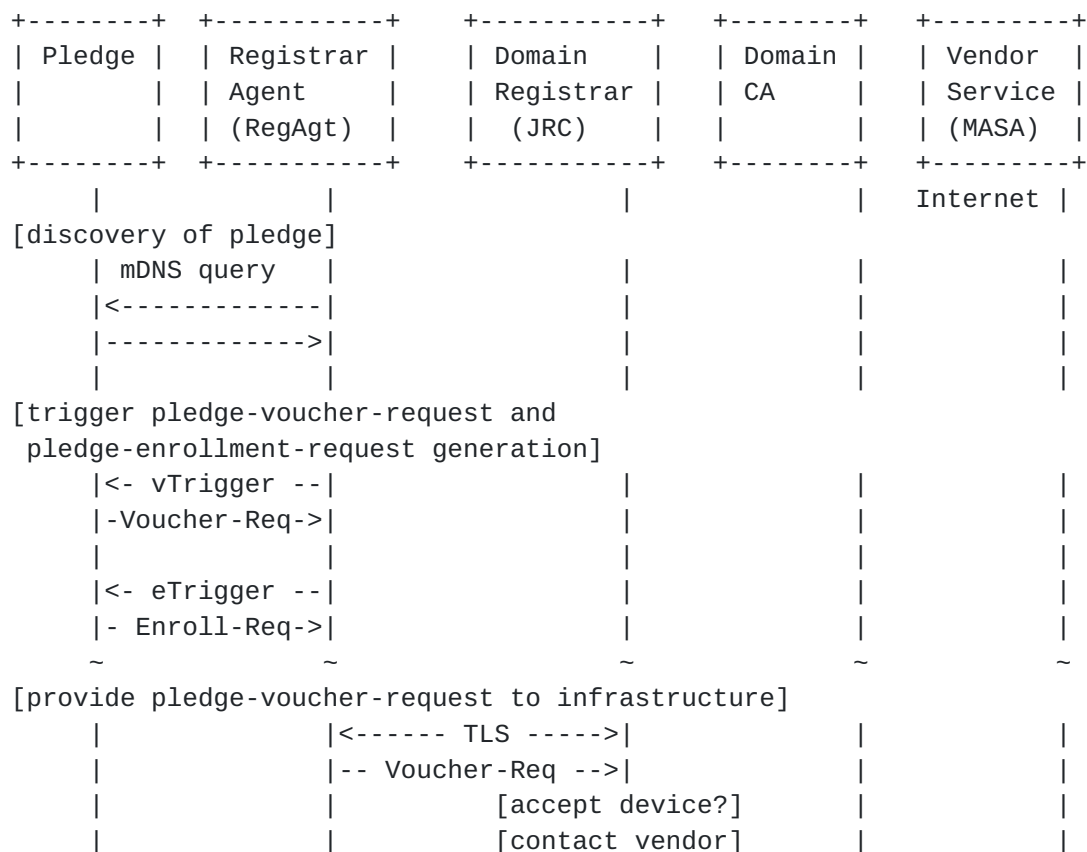 +--------+  +-----------+     +-----------+   +--------+   +---------+
| Pledge |  | Registrar |     | Domain    |   | Domain |   | Vendor  |
|        |  | Agent     |     | Registrar |   | CA     |   | Service |
|        |  | (RegAgt)  |     |  (JRC)    |   |        |   | (MASA)  |
+--------+  +-----------+     +-----------+   +--------+   +---------+
     |              |                  |              |   Internet |
[discovery of pledge]
     | mDNS query   |                  |              |            |
     |<-------------|                  |              |            |
     |------------->|                  |              |            |
     |              |                  |              |            |
[trigger pledge-voucher-request and
 pledge-enrollment-request generation]
     |<- vTrigger --|                  |              |            |
     |-Voucher-Req->|                  |              |            |
     |              |                  |              |            |
     |<- eTrigger --|                  |              |            |
     |- Enroll-Req->|                  |              |            |
     ~              ~                  ~              ~            ~
[provide pledge-voucher-request to infrastructure]
     |              |<------ TLS ----->|              |            |
     |              |-- Voucher-Req -->|              |            |
     |              |          [accept device?]       |            |
     |              |          [contact vendor]       |            |